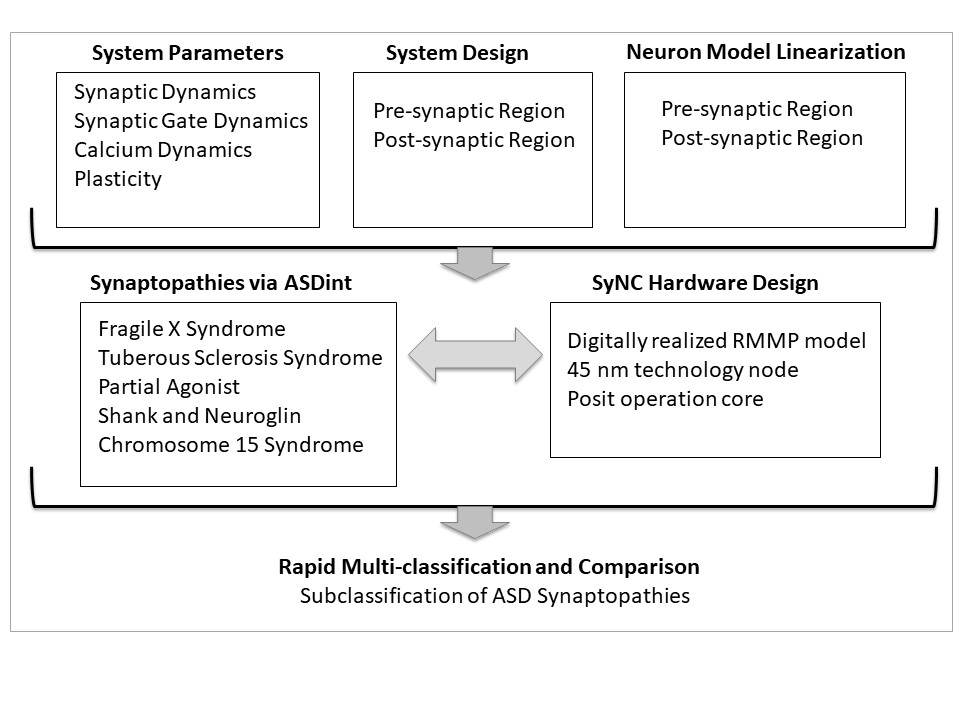 System Parameters
Synaptic Dynamics
Synaptic Gate Dynamics
Calcium Dynamics
Plasticity
System Design
Pre-synaptic Region
Post-synaptic Region
Neuron Model Linearization
Pre-synaptic Region
Post-synaptic Region
Synaptopathies via ASDint
Fragile X Syndrome
Tuberous Sclerosis Syndrome
Partial Agonist
Shank and Neuroglin
Chromosome 15 Syndrome
SyNC Hardware Design
Digitally realized RMMP model
45 nm technology node
Posit operation core
Rapid Multi-classification and Comparison
Subclassification of ASD Synaptopathies